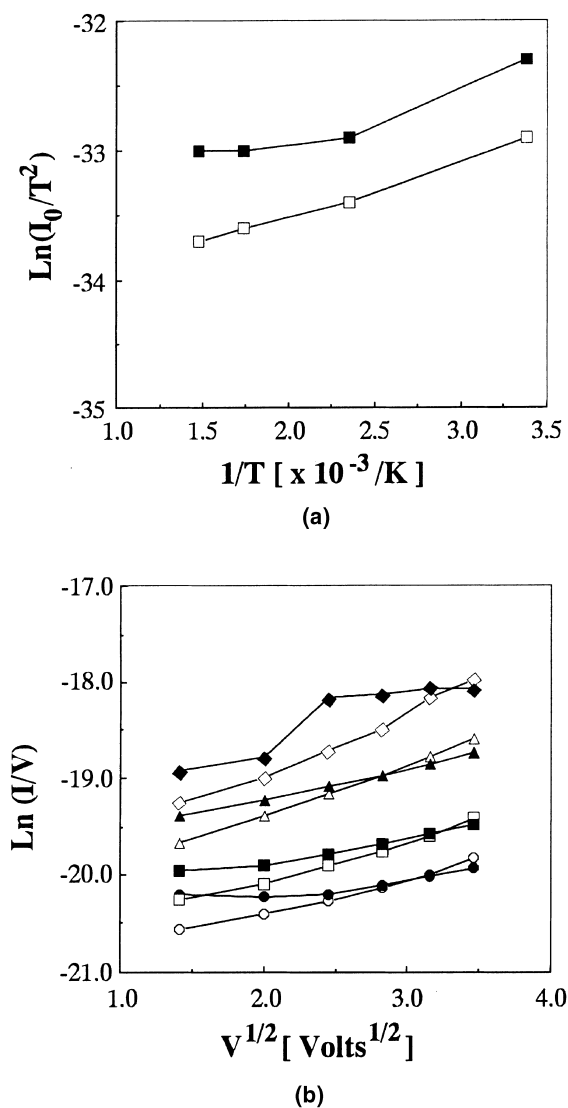 -32
-33
-34
-35
Ln(I0/T2)
1.0 1.5 2.0 2.5 3.0 3.5
1/T [ x 10 -3 /K ]
(a)
-17.0
-18.0
-19.0
-20.0
-21.0
Ln (I/V)
1.0 2.0 3.0 4.0
V1/2 [ Volts1/2 ]
(b)